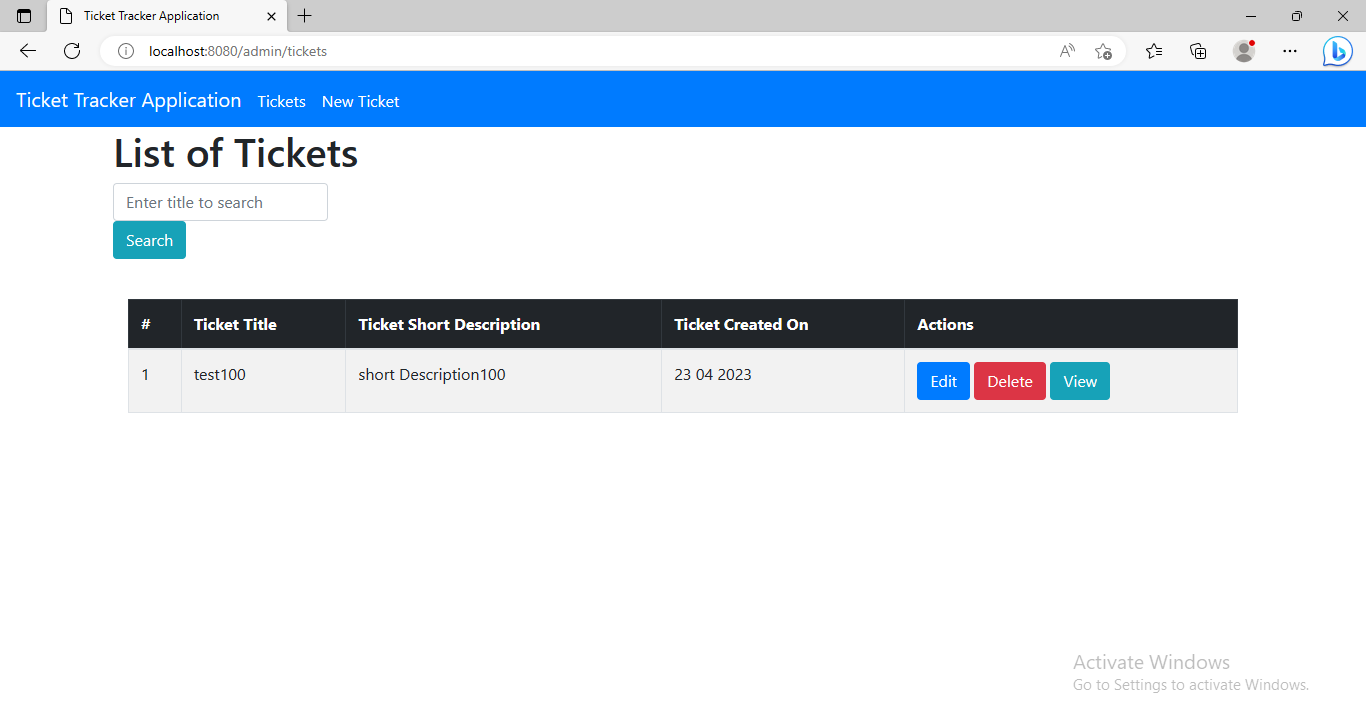 Ticket Tracker Application
localhost:8080/admin/tickets
Ticket Tracker Application Tickets New Ticket
List of Tickets
Enter title to search
Search
# Ticket Title Ticket Short Description Ticket Created On Actions
1 test100 short Description100 23 04 2023 Edit Delete View
Activate Windows
Go to Settings to activate Windows.